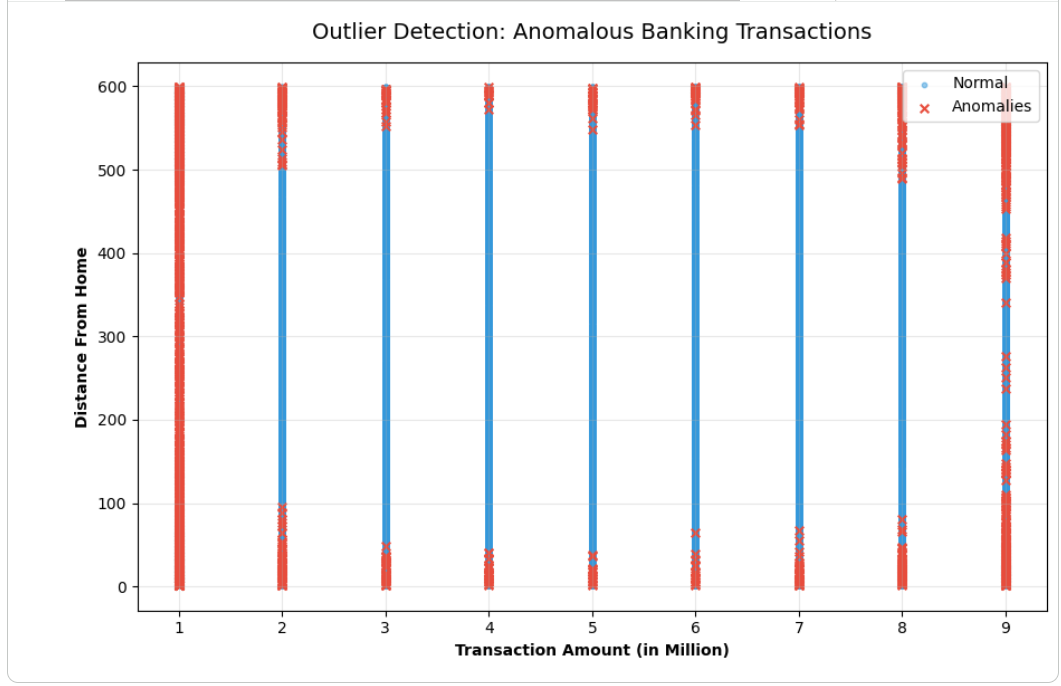 Outlier Detection: Anomalous Banking Transactions
Normal
Anomalies
600
500
400
300
200
100
0
Distance From Home
1 2 3 4 5 6 7 8 9
Transaction Amount (in Million)